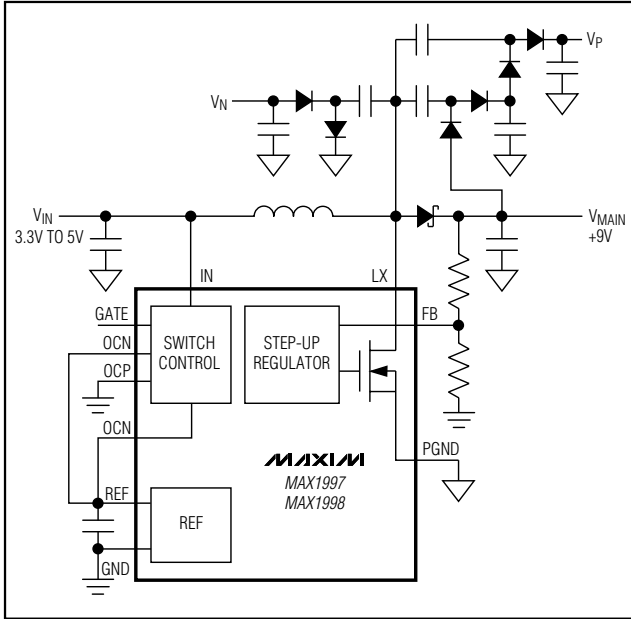 VP
VN
VIN
3.3V TO 5V
VMAIN
+9V
IN
LX
GATE
OCN
OCP
OCN
SWITCH
CONTROL
STEP-UP
REGULATOR
FB
PGND
MAXIM
MAX1997
MAX1998
REF
REF
GND